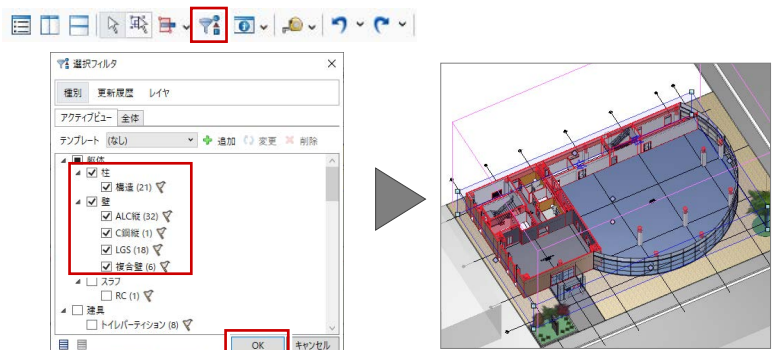 選択フィルタ
種別 更新履歴 レイヤ
アクティブビュー 全体
テンプレート (なし) 追加 変更 削除
躯体
柱
構造 (21)
壁
ALC縦 (32)
C鋼縦 (1)
LGS (18)
複合壁 (6)
スラブ
RC (1)
建具
トイレパーティション (8)
OK キャンセル